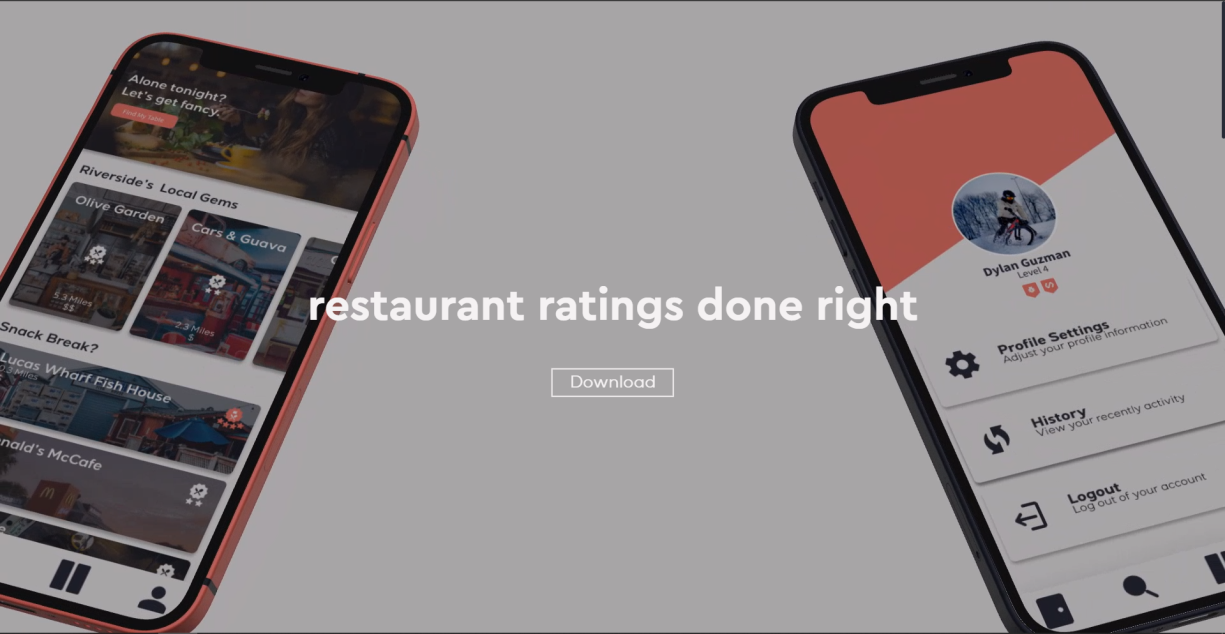 Alone tonight?
Let's get fancy.
Find My Table
Riverside's Local Gems
Olive Garden
5.3 Miles
$$
Cars & Guava
2.3 Miles
$
Snack Break?
Lucas Wharf Fish House
0.3 Miles
nald's McCafe
restaurant ratings done right
Download
Dylan Guzman
Level 4
Profile Settings
Adjust your profile information
History
View your recently activity
Logout
Log out of your account